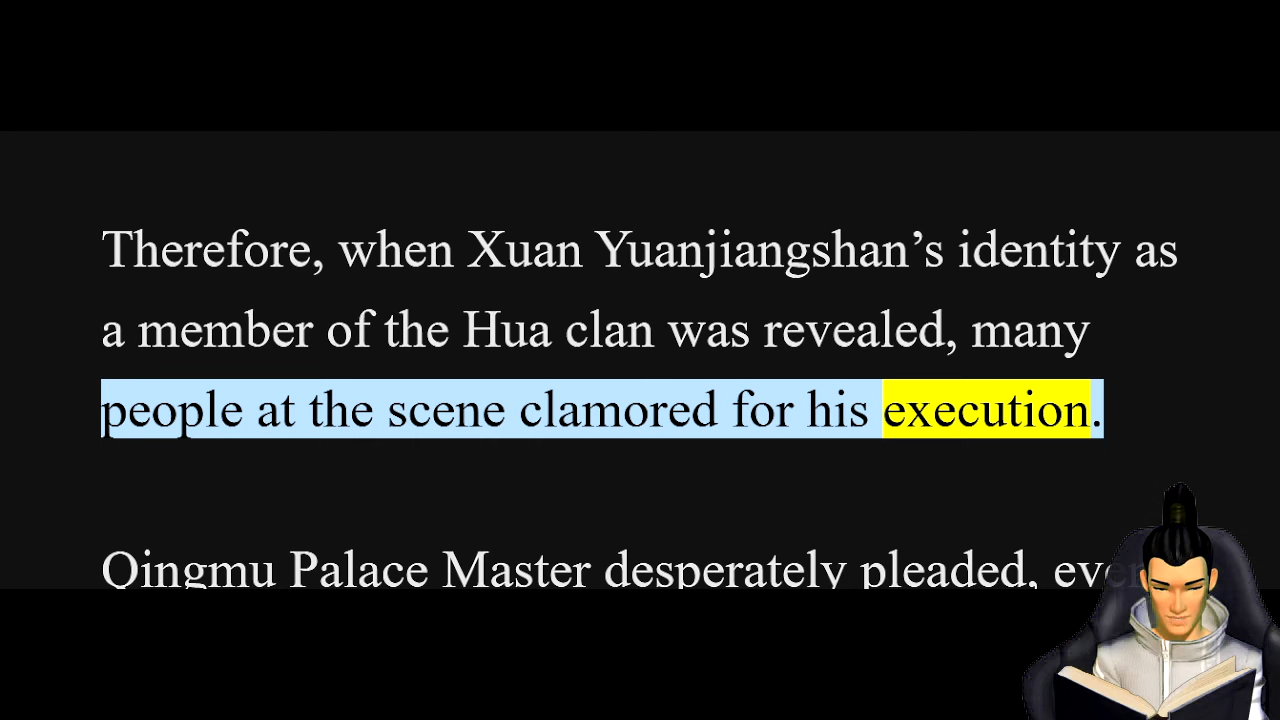 Therefore, when Xuan Yuanjiangshan’s identity as
a member of the Hua clan was revealed, many
people at the scene clamored for his execution.
Qingmu Palace Master desperately pleaded, even